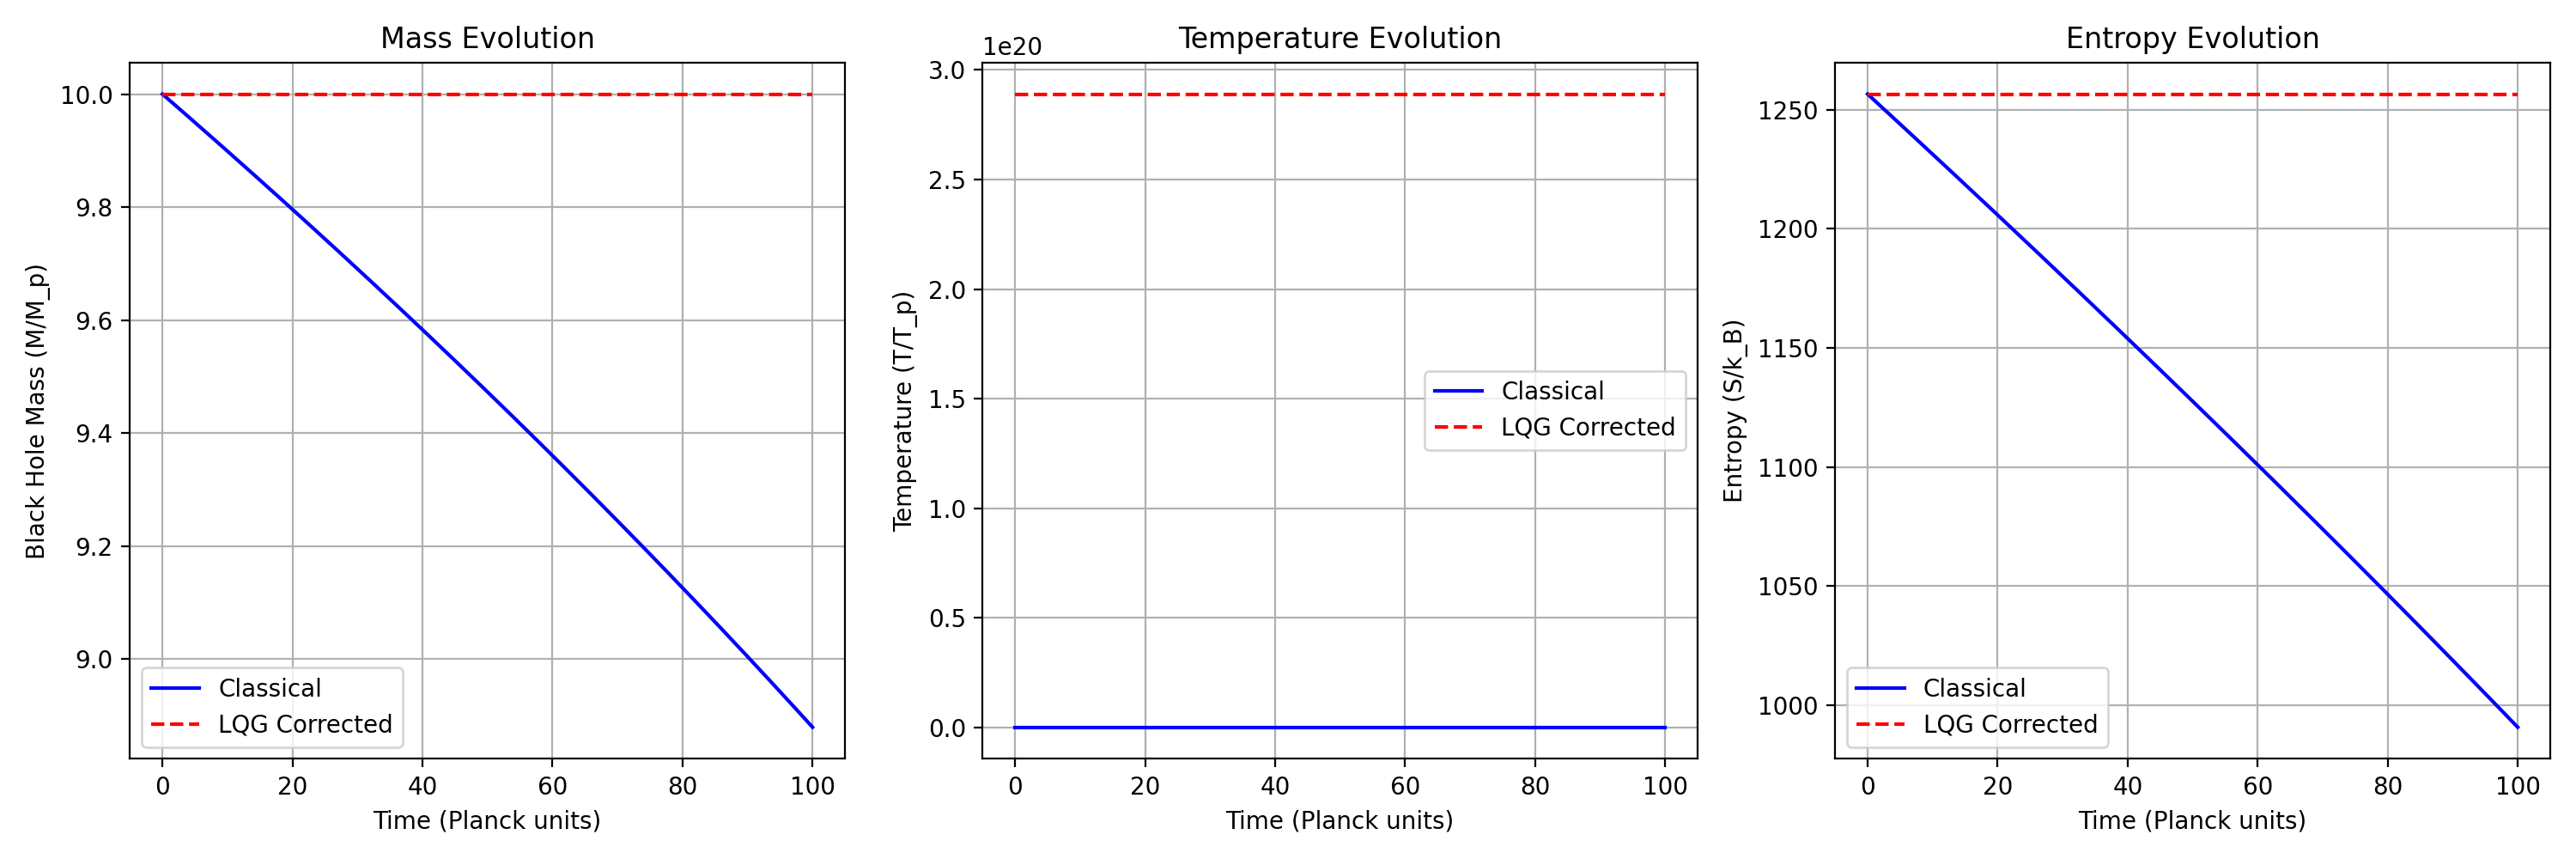 Mass Evolution
Black Hole Mass (M/M_p)
10.0
9.8
9.6
9.4
9.2
9.0
Classical
LQG Corrected
0 20 40 60 80 100
Time (Planck units)
Temperature Evolution
1e20
Temperature (T/T_p)
3.0
2.5
2.0
1.5
1.0
0.5
0.0
Classical
LQG Corrected
0 20 40 60 80 100
Time (Planck units)
Entropy Evolution
Entropy (S/k_B)
1250
1200
1150
1100
1050
1000
Classical
LQG Corrected
0 20 40 60 80 100
Time (Planck units)